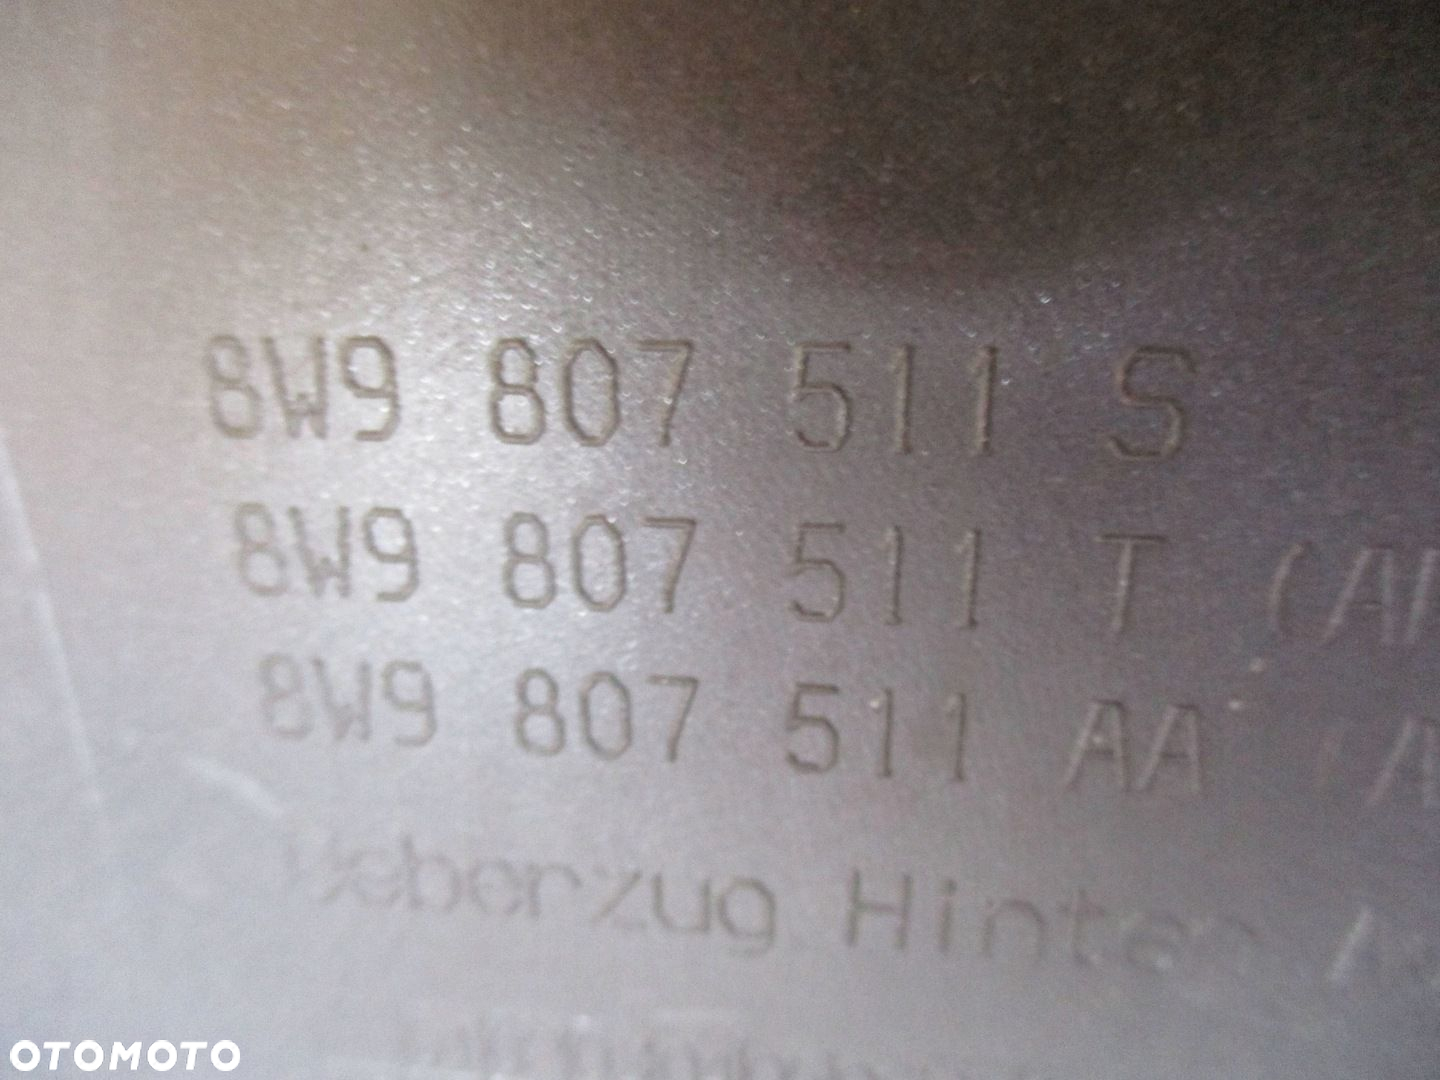 8W9 807 511 S
8W9 807 511 T (A
8W9 807 511 AA (A
Ueberzug Hinten
OTOMOTO